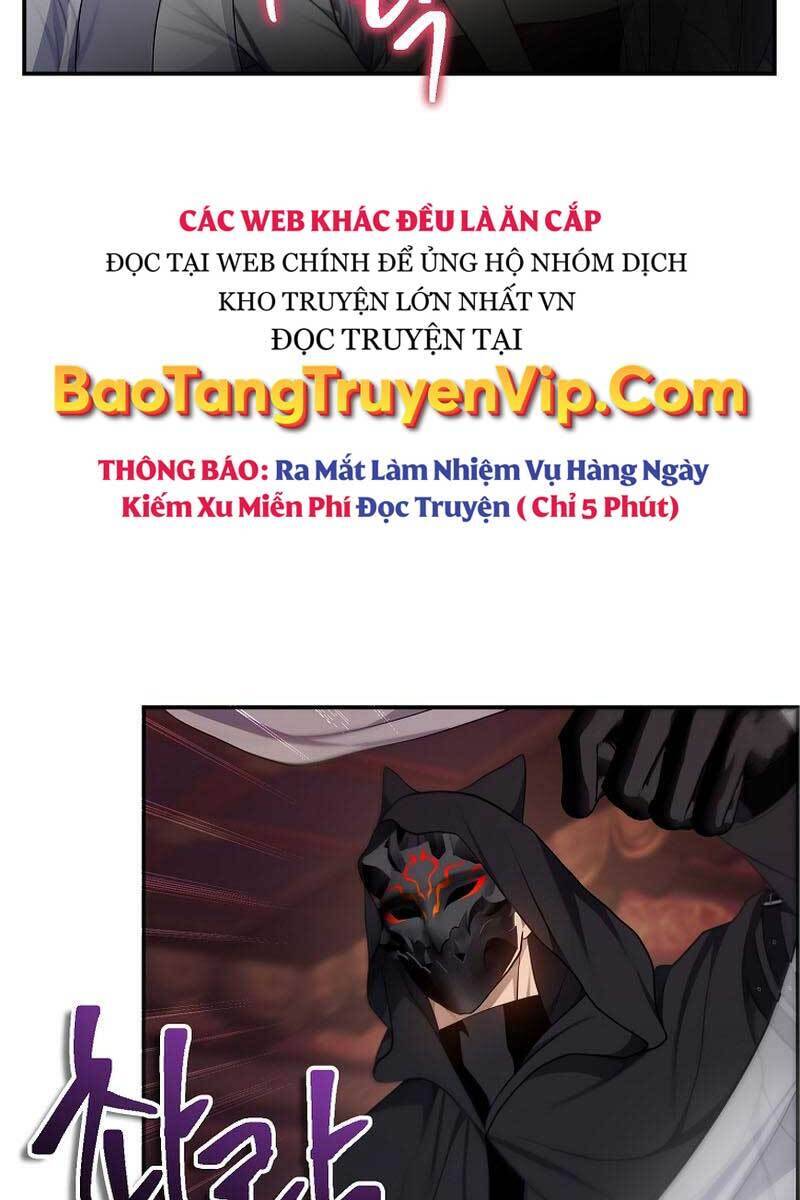 CÁC WEB KHÁC ĐỀU LÀ ĂN CẮP
ĐỌC TẠI WEB CHÍNH ĐỂ ỦNG HỘ NHÓM DỊCH
KHO TRUYỆN LỚN NHẤT VN
ĐỌC TRUYỆN TẠI
BaoTangTruyenVip.Com
THÔNG BÁO: Ra Mắt Làm Nhiệm Vụ Hàng Ngày
Kiếm Xu Miễn Phí Đọc Truyện ( Chỉ 5 Phút)